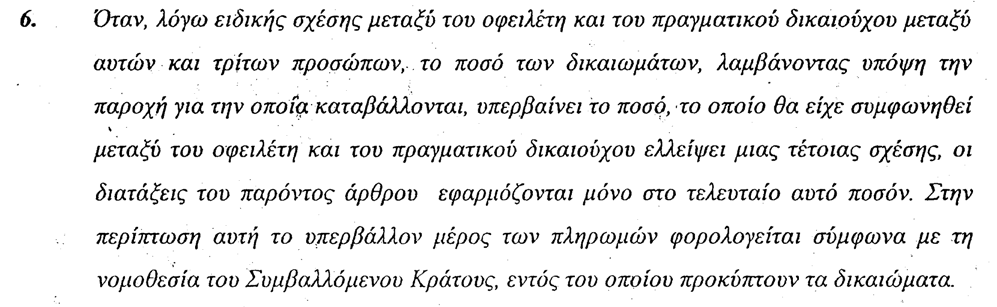 6. Όταν, λόγω ειδικής σχέσης μεταξύ του οφειλέτη και του πραγματικού δικαιούχου μεταξύ
αυτών και τρίτων προσώπων, το ποσό των δικαιωμάτων, λαμβάνοντας υπόψη την
παροχή για την οποία καταβάλλονται, υπερβαίνει το ποσό, το οποίο θα είχε συμφωνηθεί
μεταξύ του οφειλέτη και του πραγματικού δικαιούχου ελλείψει μιας τέτοιας σχέσης, οι
διατάξεις του παρόντος άρθρου εφαρμόζονται μόνο στο τελευταίο αυτό ποσόν. Στην
περίπτωση αυτή το υπερβάλλον μέρος των πληρωμών φορολογείται σύμφωνα με τη
νομοθεσία του Συμβαλλόμενου Κράτους, εντός του οποίου προκύπτουν τα δικαιώματα.